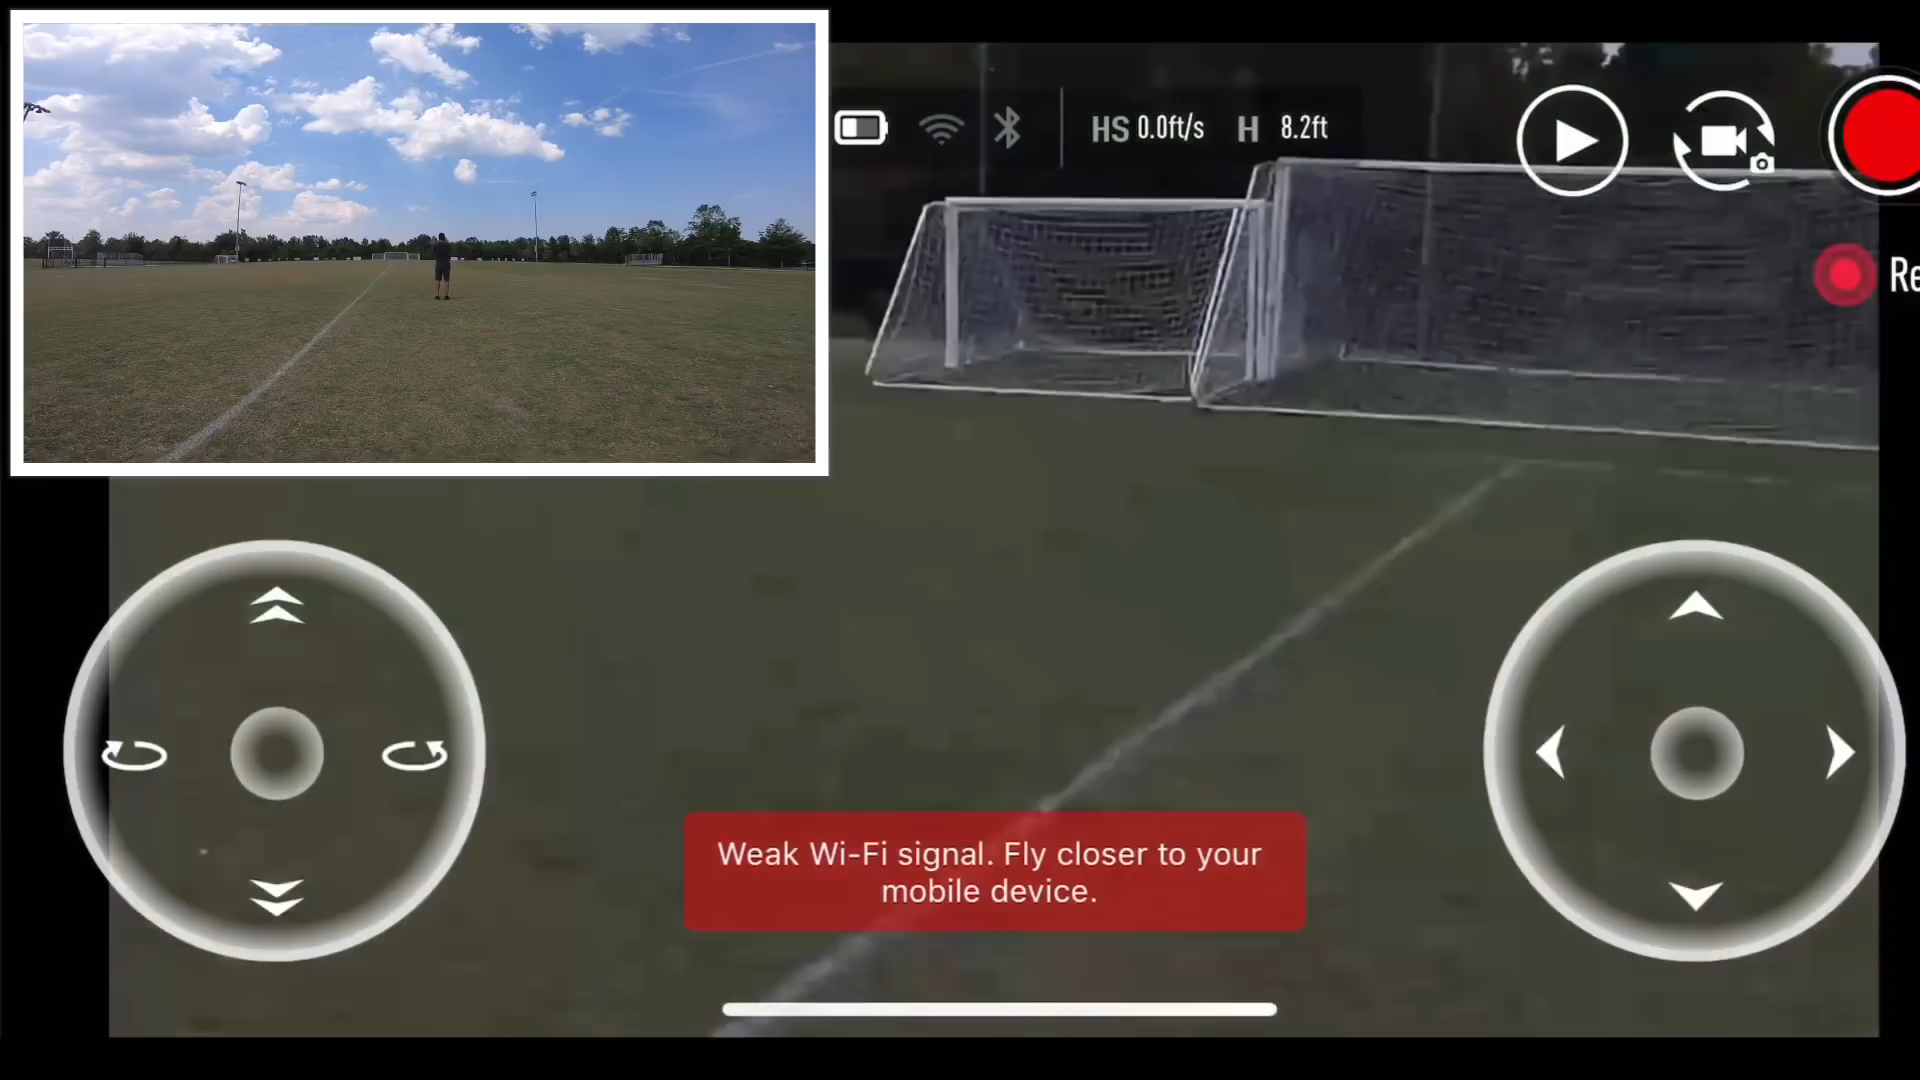 HS 0.0ft/s H 8.2ft
Re
Weak Wi-Fi signal. Fly closer to your
mobile device.